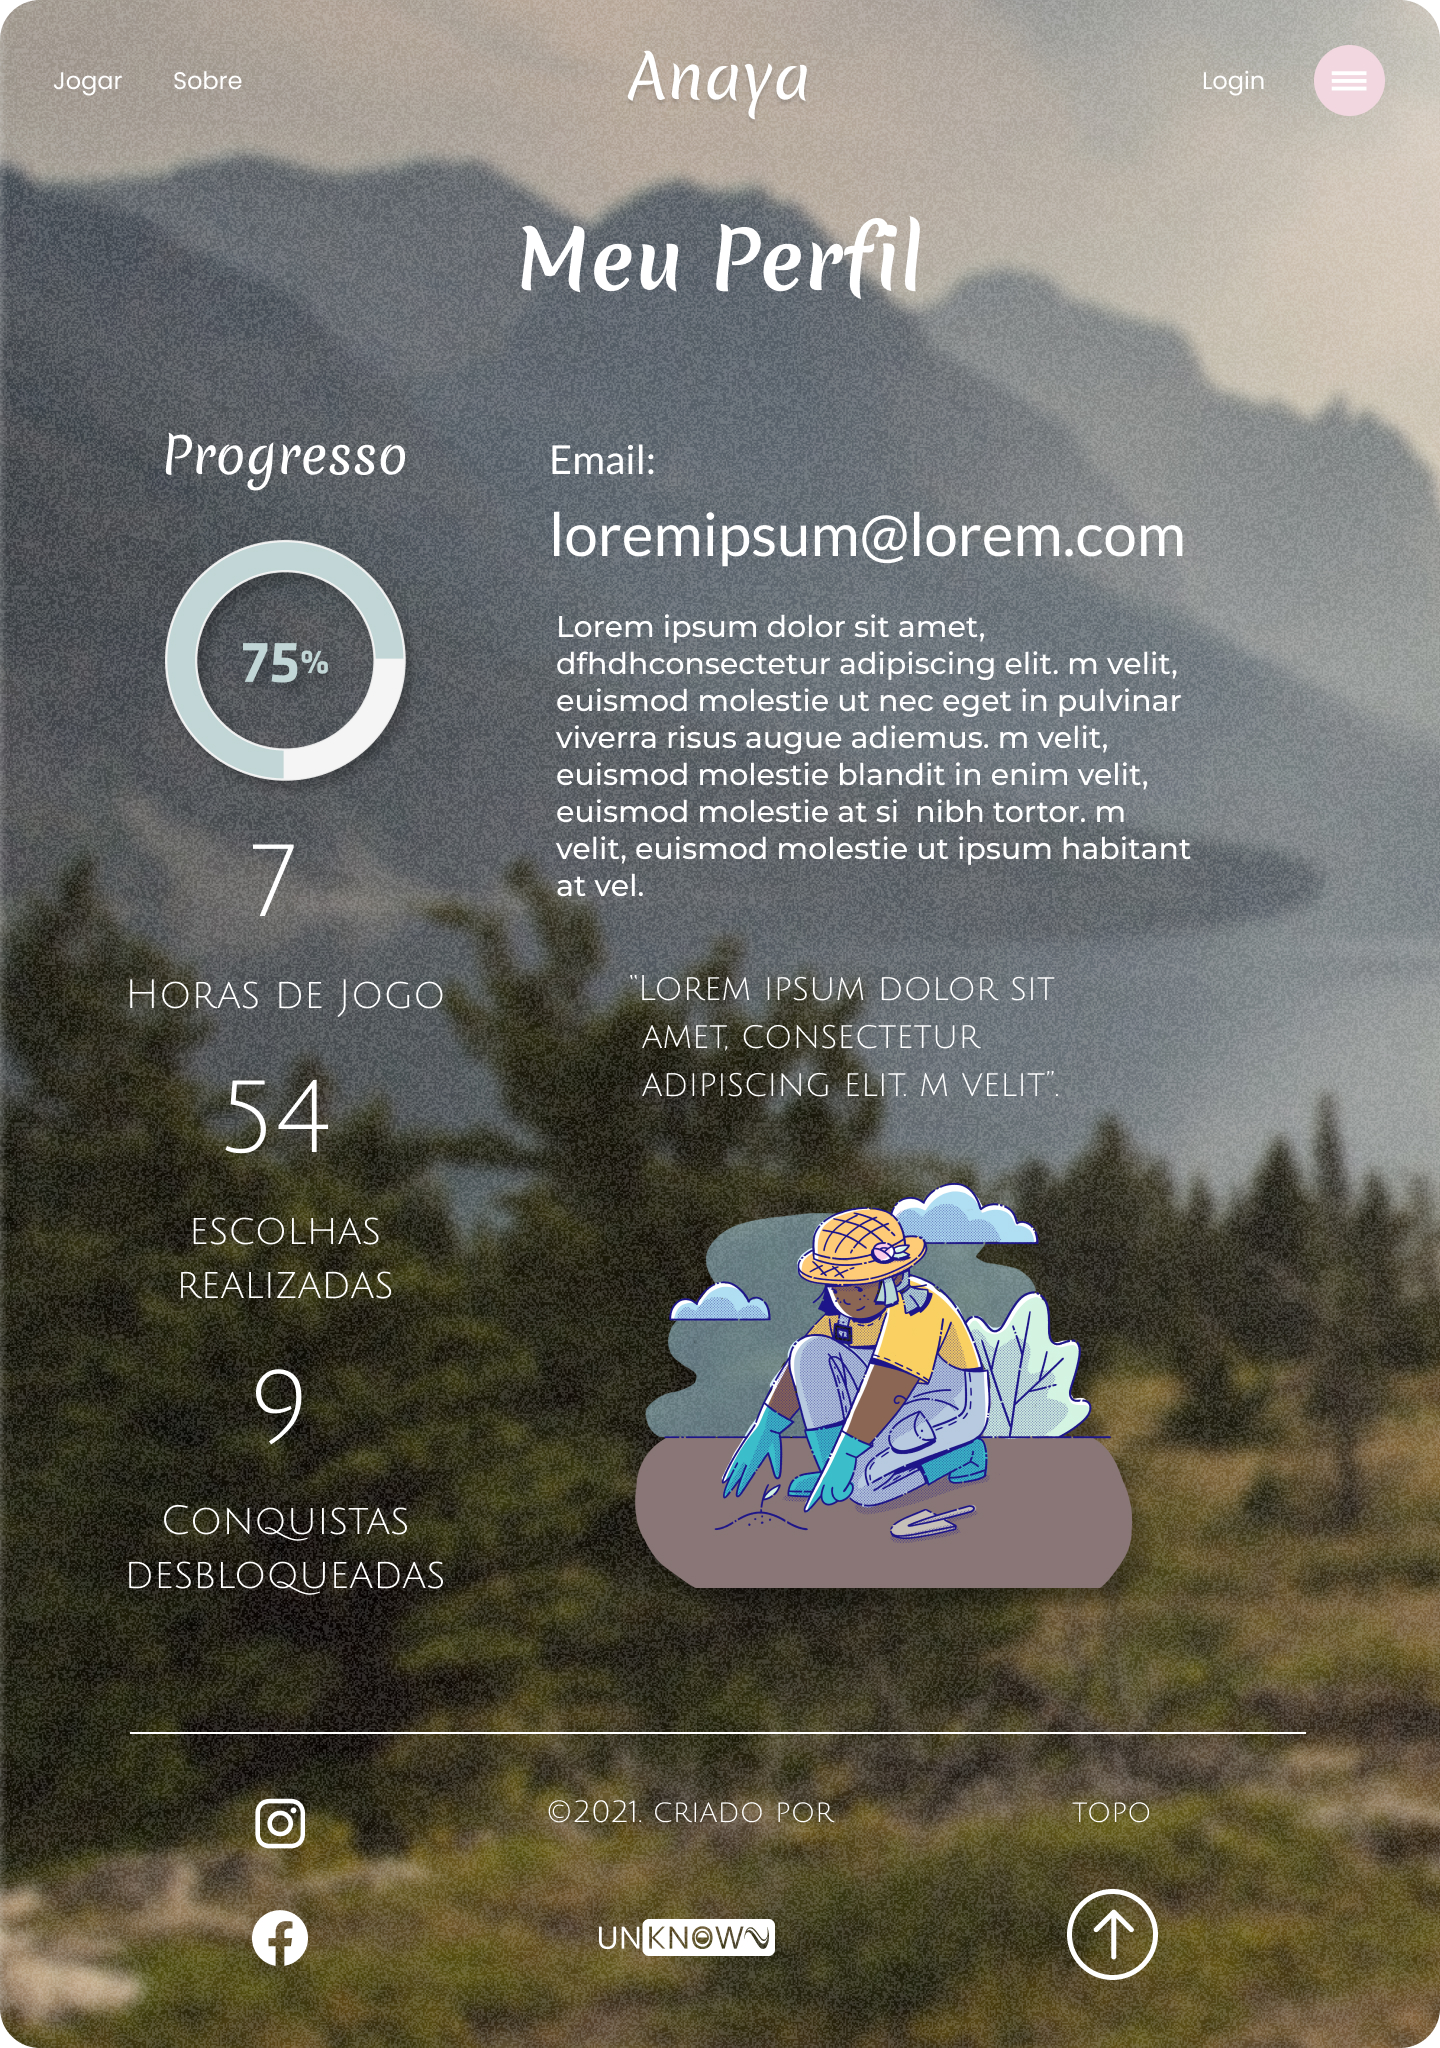 Jogar Sobre Anaya Login
Meu Perfil
Progresso
75%
7
Horas de Jogo
54
escolhas
realizadas
9
Conquistas
desbloqueadas
Email:
loremipsum@lorem.com
Lorem ipsum dolor sit amet,
dfhdhconsectetur adipiscing elit. m velit,
euismod molestie ut nec eget in pulvinar
viverra risus augue adiemus. m velit,
euismod molestie blandit in enim velit,
euismod molestie at si  nibh tortor. m
velit, euismod molestie ut ipsum habitant
at vel.
“Lorem ipsum dolor sit
amet, consectetur
adipiscing elit. m velit”.
©2021. criado por
UNKNOWN
topo